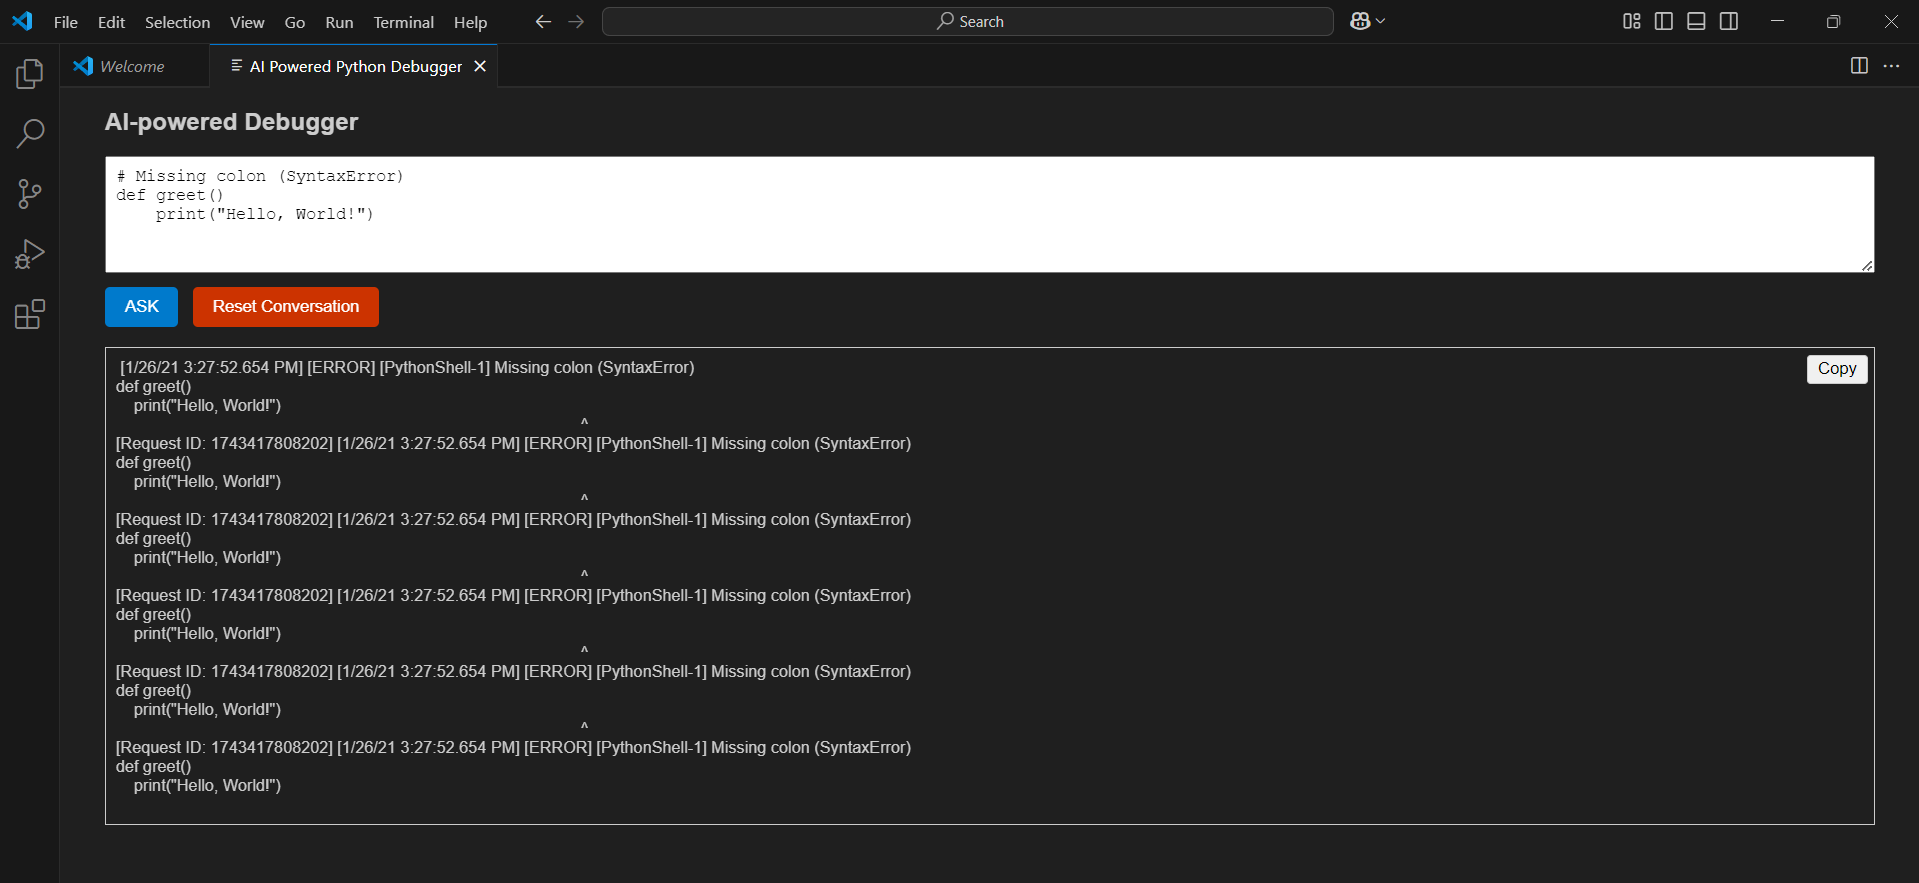 File Edit Selection View Go Run Terminal Help Search
Welcome AI Powered Python Debugger
AI-powered Debugger
# Missing colon (SyntaxError)
def greet()
    print("Hello, World!")
ASK Reset Conversation
[1/26/21 3:27:52.654 PM] [ERROR] [PythonShell-1] Missing colon (SyntaxError)
Copy
def greet()
    print("Hello, World!")
^
[Request ID: 1743417808202] [1/26/21 3:27:52.654 PM] [ERROR] [PythonShell-1] Missing colon (SyntaxError)
def greet()
    print("Hello, World!")
^
[Request ID: 1743417808202] [1/26/21 3:27:52.654 PM] [ERROR] [PythonShell-1] Missing colon (SyntaxError)
def greet()
    print("Hello, World!")
^
[Request ID: 1743417808202] [1/26/21 3:27:52.654 PM] [ERROR] [PythonShell-1] Missing colon (SyntaxError)
def greet()
    print("Hello, World!")
^
[Request ID: 1743417808202] [1/26/21 3:27:52.654 PM] [ERROR] [PythonShell-1] Missing colon (SyntaxError)
def greet()
    print("Hello, World!")
^
[Request ID: 1743417808202] [1/26/21 3:27:52.654 PM] [ERROR] [PythonShell-1] Missing colon (SyntaxError)
def greet()
    print("Hello, World!")